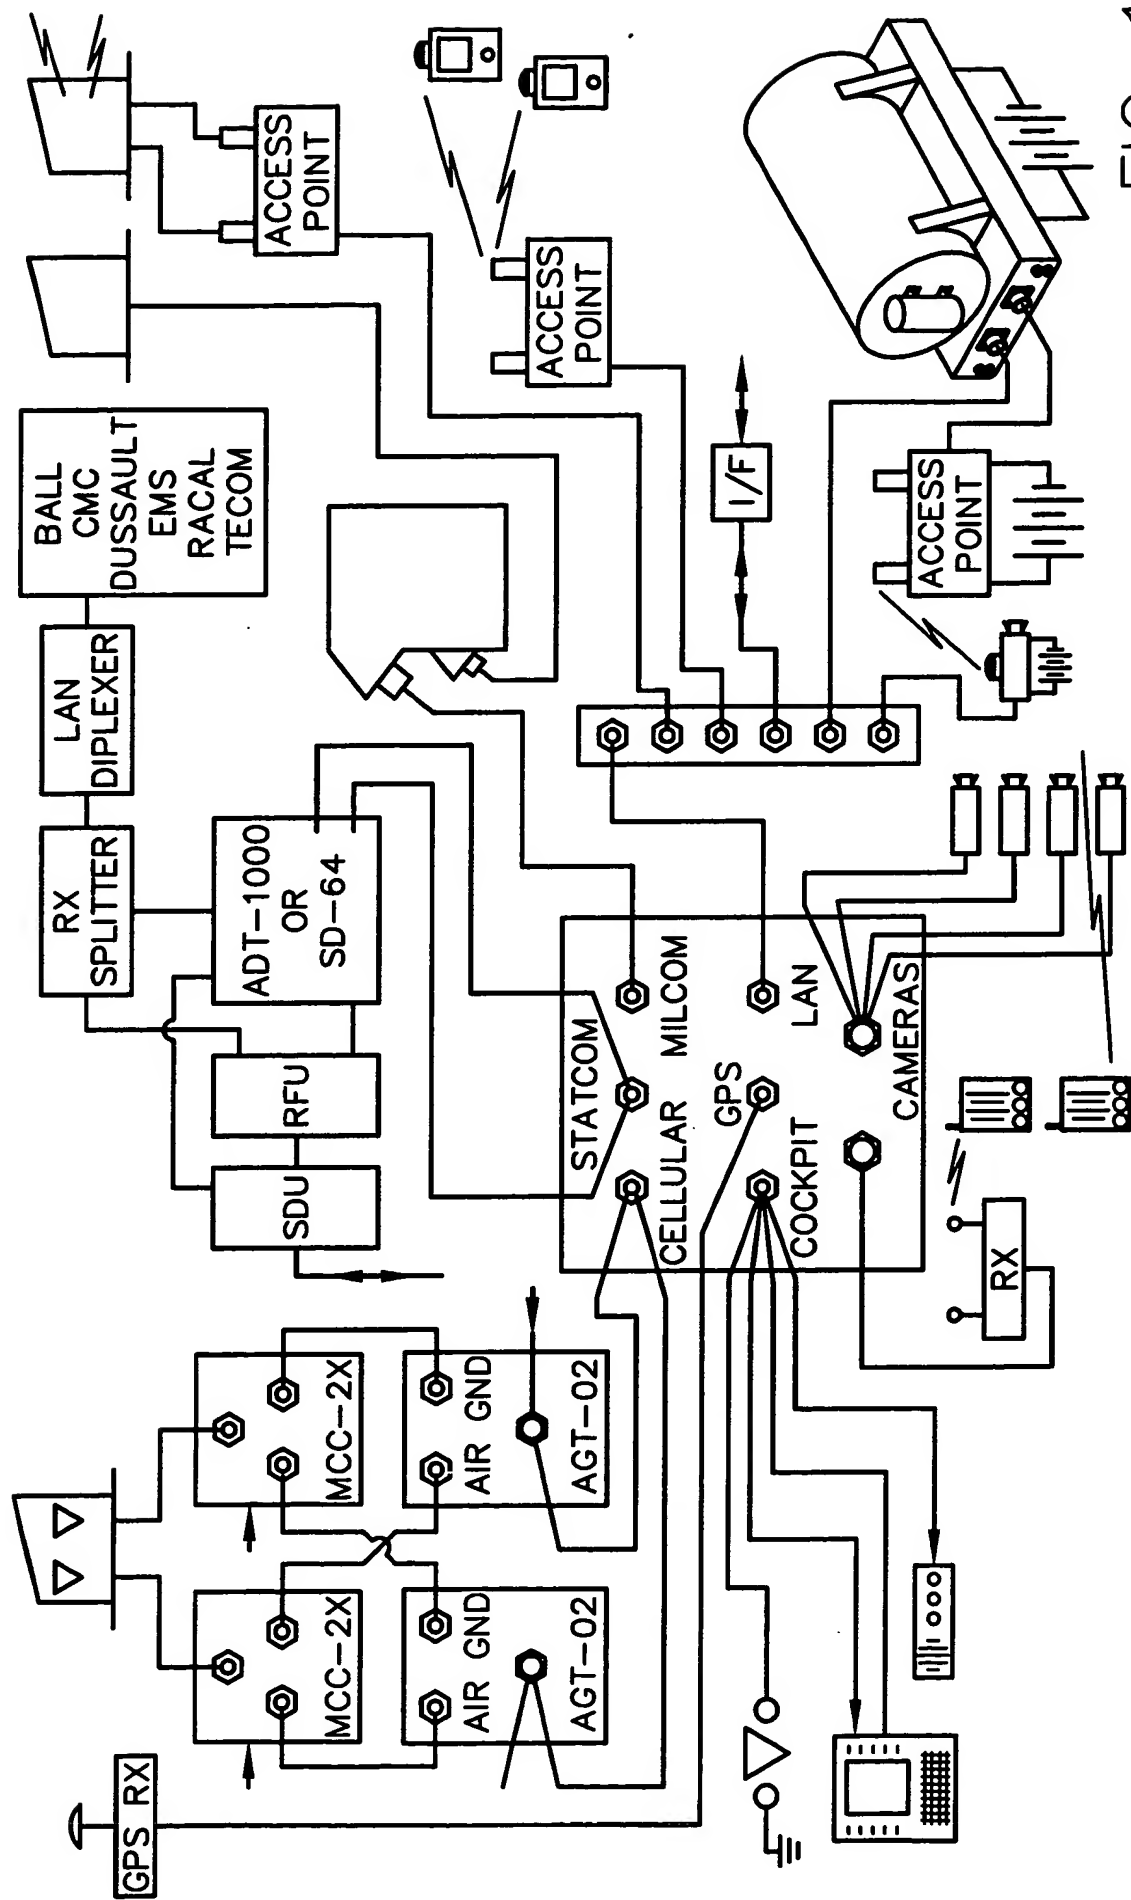 GPS RX
MCC-2X
MCC-2X
AIR GND
AGT-02
AIR GND
AGT-02
SDU
RFU
ADT-1000
OR
SD-64
RX
SPLITTER
LAN
DIPLEXER
BALL
CMC
DUSSAULT
EMS
RACAL
TECOM
ACCESS
POINT
ACCESS
POINT
STATCOM
CELLULAR
MILCOM
GPS
COCKPIT
LAN
CAMERAS
I/F
ACCESS
POINT
RX